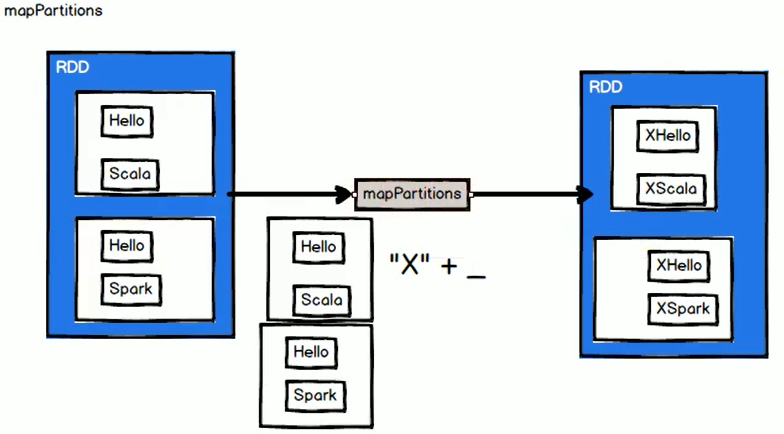 mapPartitions
RDD
Hello
Scala
Hello
Spark
mapPartitions
Hello
Scala
Hello
Spark
"X" + _
RDD
XHello
XScala
XHello
XSpark